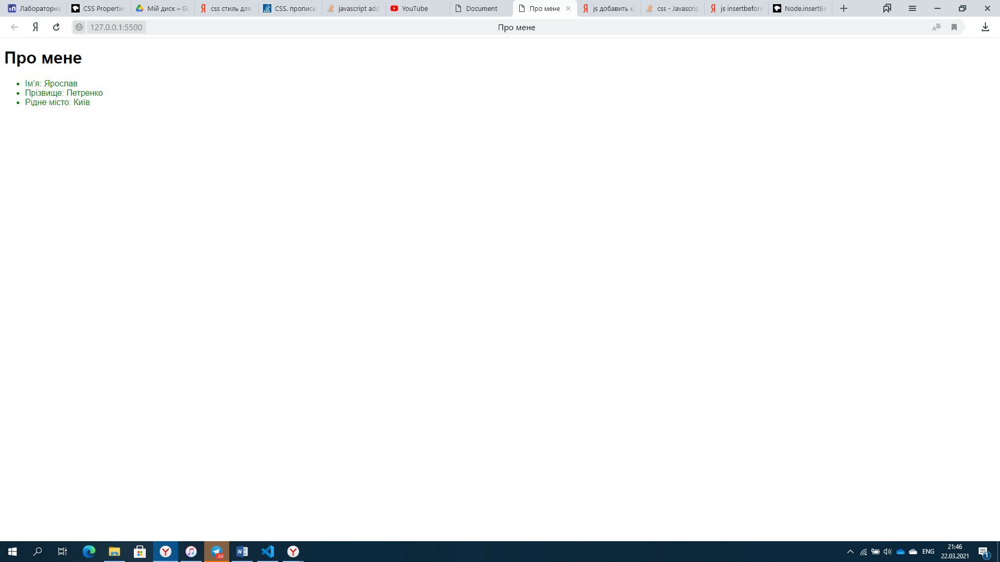 Лабораторна
CSS Propertie
Мій диск – Go
css стиль для
CSS. прописы
javascript add
YouTube
Document
Про мене
js добавить кл
css - Javascrip
js insertbefore
Node.insertBe
127.0.0.1:5500
Про мене
Про мене
Ім’я: Ярослав
Прізвище: Петренко
Рідне місто: Київ
34
ENG
21:46
22.03.2021
1